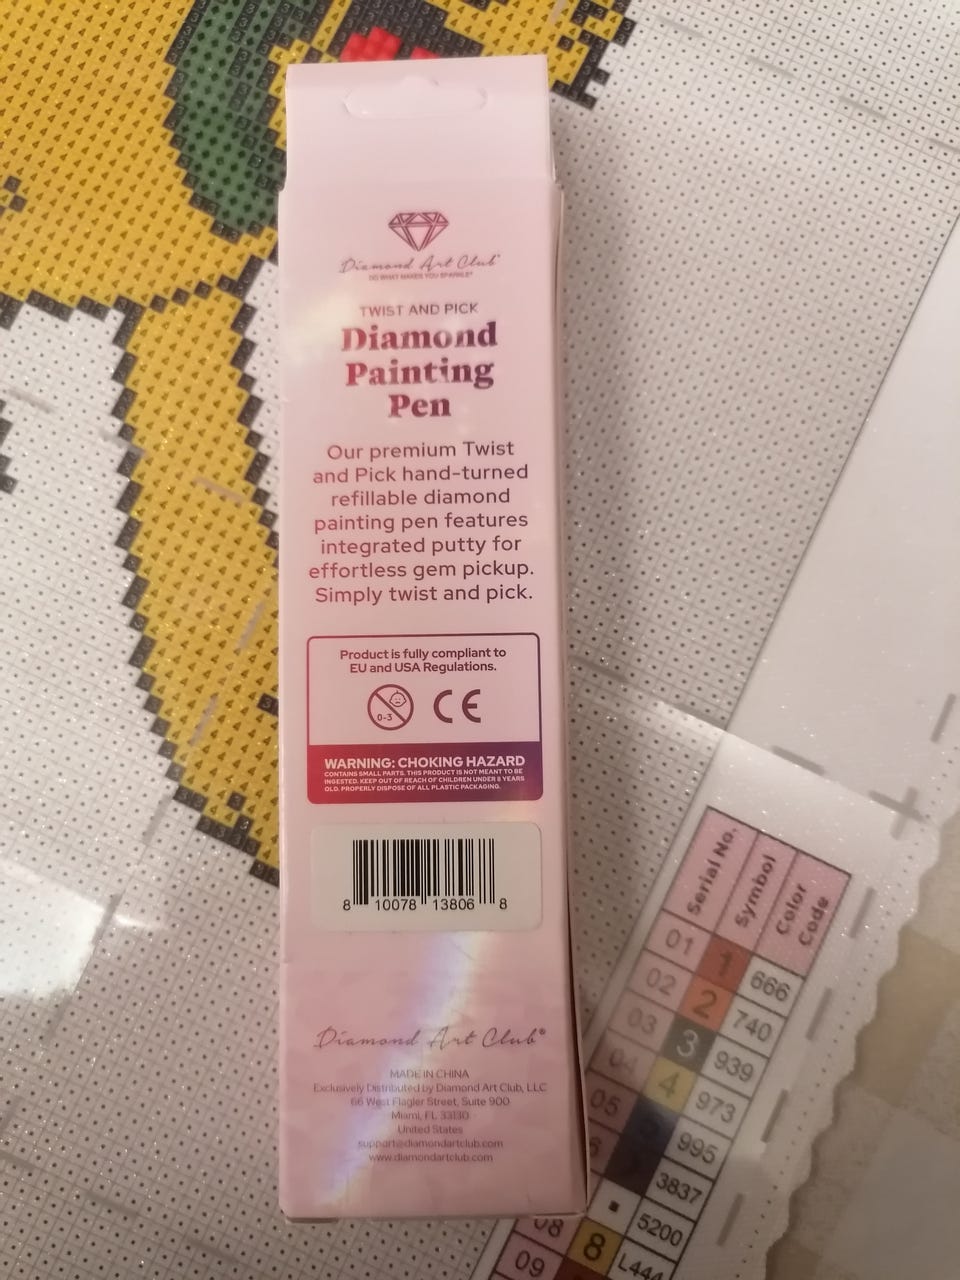 Diamond Art Club®
DO WHAT MAKES YOU SPARKLE®
TWIST AND PICK
Diamond
Painting
Pen
Our premium Twist
and Pick hand-turned
refillable diamond
painting pen features
integrated putty for
effortless gem pickup.
Simply twist and pick.
Product is fully compliant to
EU and USA Regulations.
0-3
CE
WARNING: CHOKING HAZARD
CONTAINS SMALL PARTS. THIS PRODUCT IS NOT MEANT TO BE
INGESTED. KEEP OUT OF REACH OF CHILDREN UNDER 8 YEARS
OLD. PROPERLY DISPOSE OF ALL PLASTIC PACKAGING.
8 10078 13806 8
Diamond Art Club®
MADE IN CHINA
Exclusively Distributed by Diamond Art Club, LLC
66 West Flagler Street, Suite 900
Miami, FL 33130
United States
support@diamondartclub.com
www.diamondartclub.com
Serial No. Symbol Color Code
01 1 666
02 2 740
03 3 939
04 4 973
05 995
6 3837
5200
08 8 L444
09